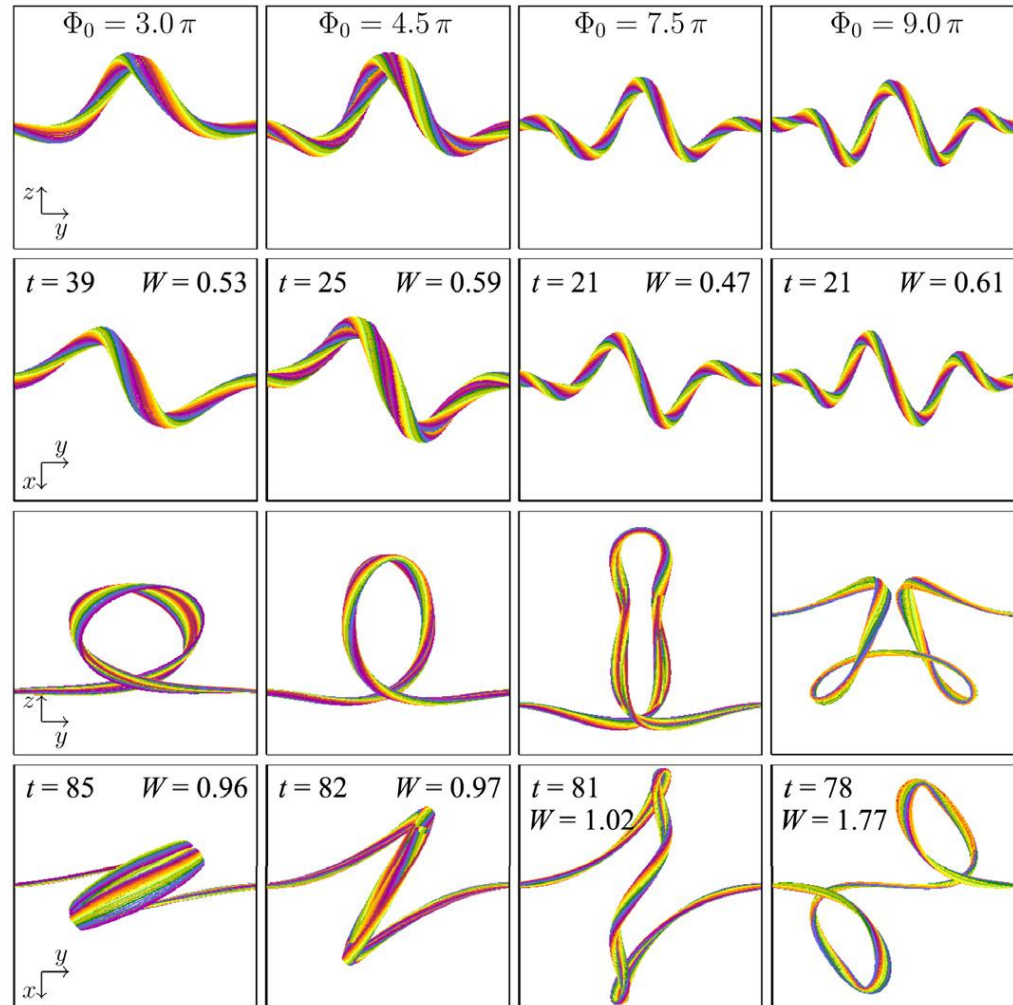 Φ₀ = 3.0 π
Φ₀ = 4.5 π
Φ₀ = 7.5 π
Φ₀ = 9.0 π
z
y
t = 39 W = 0.53
t = 25 W = 0.59
t = 21 W = 0.47
t = 21 W = 0.61
y
x
z
y
t = 85 W = 0.96
t = 82 W = 0.97
t = 81
W = 1.02
t = 78
W = 1.77
y
x